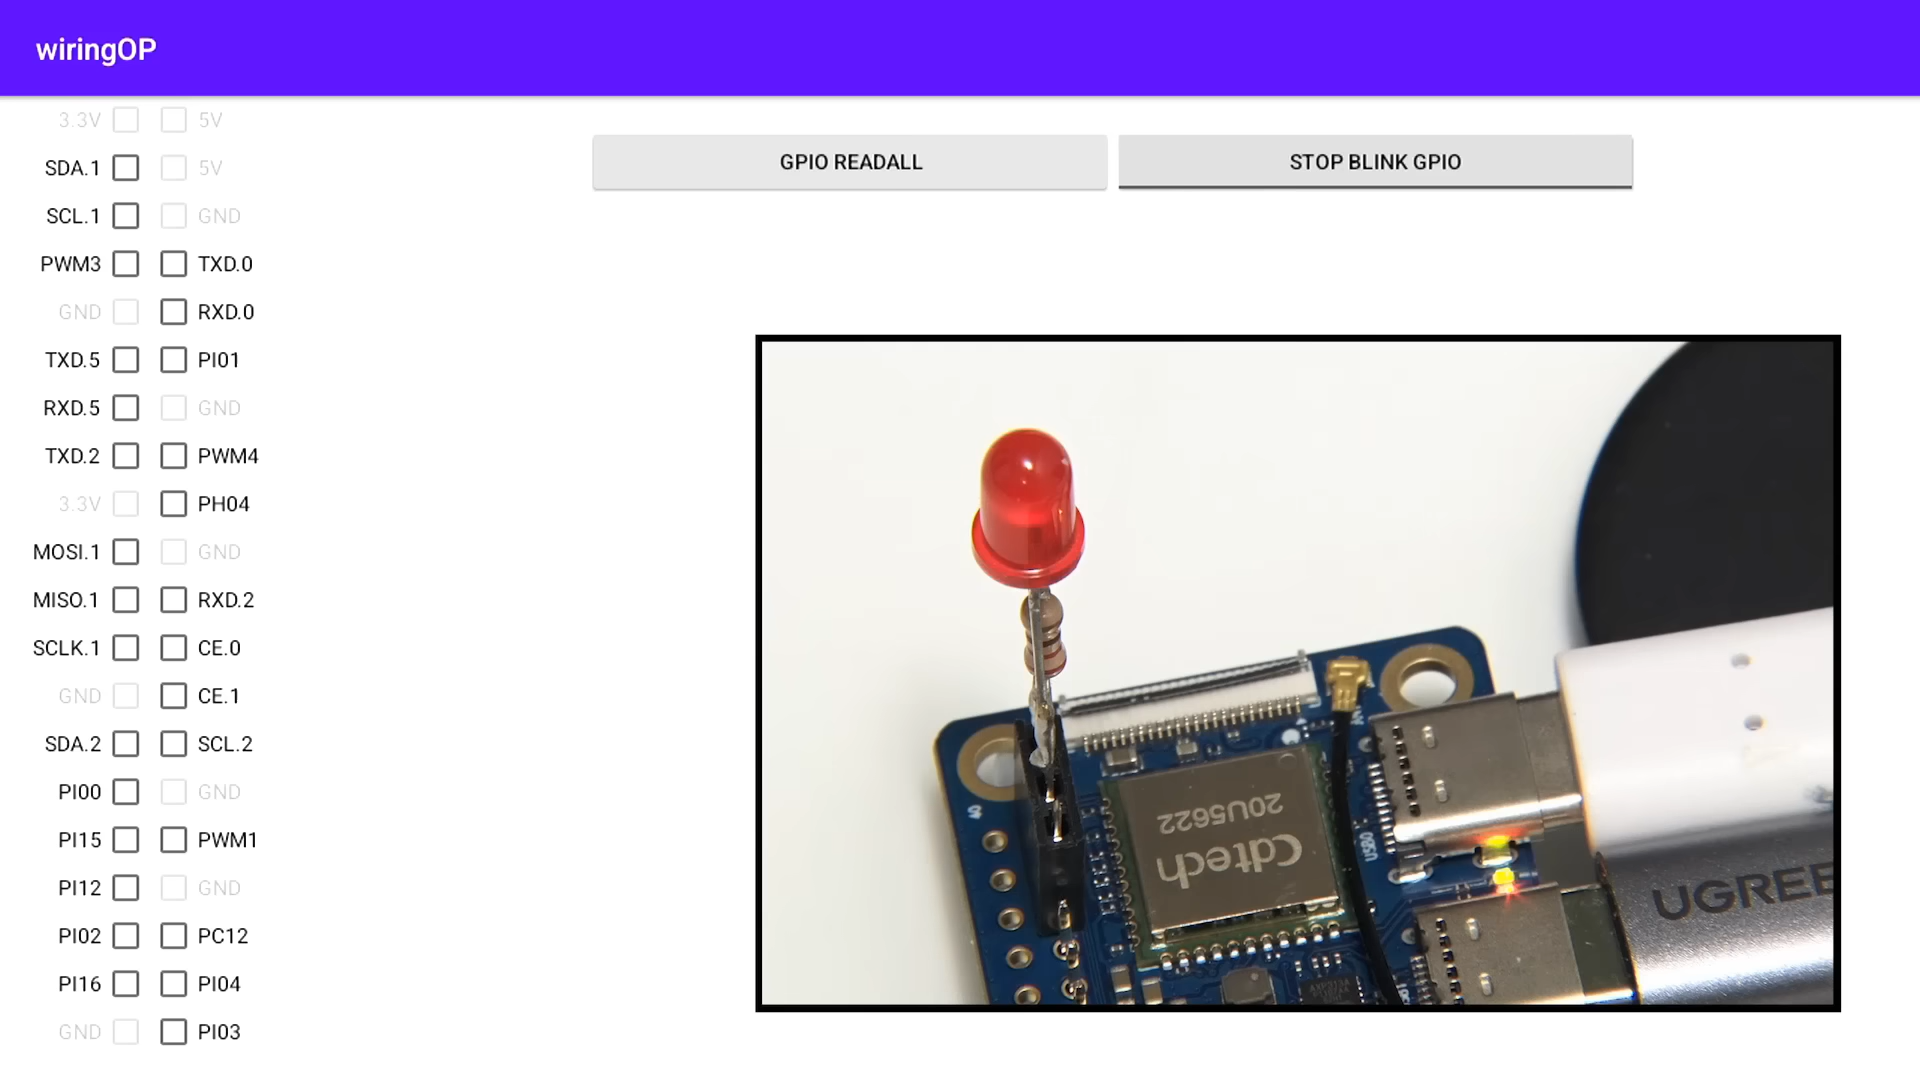 wiringOP
3.3V 5V
SDA.1 5V
SCL.1 GND
PWM3 TXD.0
GND RXD.0
TXD.5 PI01
RXD.5 GND
TXD.2 PWM4
3.3V PH04
MOSI.1 GND
MISO.1 RXD.2
SCLK.1 CE.0
GND CE.1
SDA.2 SCL.2
PI00 GND
PI15 PWM1
PI12 GND
PI02 PC12
PI16 PI04
GND PI03
GPIO READALL
STOP BLINK GPIO
40
Cdtech
20U5622
USB0
UGREE